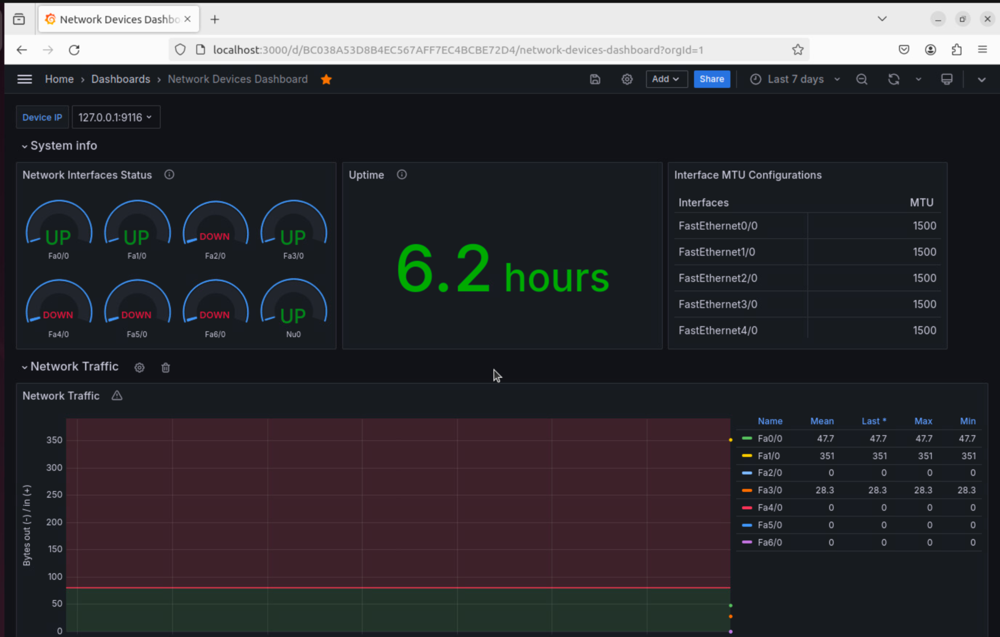 Network Devices Dashbo
localhost:3000/d/BC038A53D8B4EC567AFF7EC4BCBE72D4/network-devices-dashboard?orgId=1
Home › Dashboards › Network Devices Dashboard Add Share Last 7 days
Device IP 127.0.0.1:9116
System info
Network Interfaces Status
UP UP DOWN UP
Fa0/0 Fa1/0 Fa2/0 Fa3/0
DOWN DOWN DOWN UP
Fa4/0 Fa5/0 Fa6/0 Nu0
Uptime
6.2 hours
Interface MTU Configurations
Interfaces MTU
FastEthernet0/0 1500
FastEthernet1/0 1500
FastEthernet2/0 1500
FastEthernet3/0 1500
FastEthernet4/0 1500
Network Traffic
Network Traffic
Bytes out (-) / in (+)
350
300
250
200
150
100
50
0
Name Mean Last * Max Min
Fa0/0 47.7 47.7 47.7 47.7
Fa1/0 351 351 351 351
Fa2/0 0 0 0 0
Fa3/0 28.3 28.3 28.3 28.3
Fa4/0 0 0 0 0
Fa5/0 0 0 0 0
Fa6/0 0 0 0 0